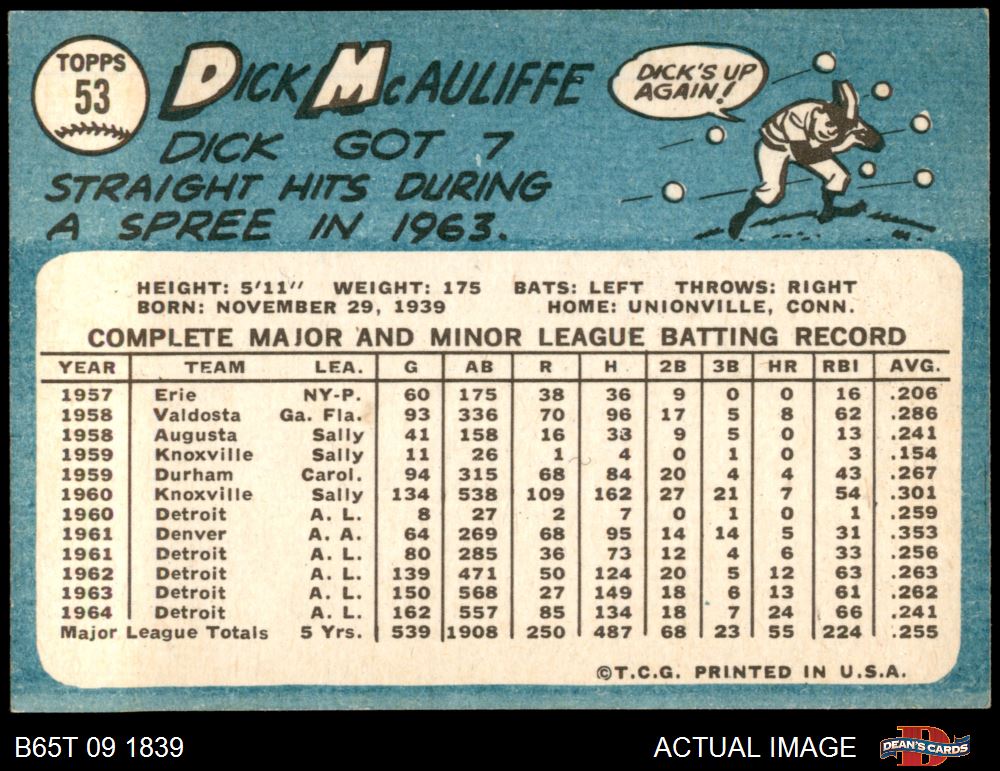 TOPPS
53
DICK McAULIFFE
DICK'S UP
AGAIN!
DICK GOT 7
STRAIGHT HITS DURING
A SPREE IN 1963.
HEIGHT: 5'11" WEIGHT: 175 BATS: LEFT THROWS: RIGHT
BORN: NOVEMBER 29, 1939 HOME: UNIONVILLE, CONN.
COMPLETE MAJOR AND MINOR LEAGUE BATTING RECORD
YEAR TEAM LEA. G AB R H 2B 3B HR RBI AVG.
1957 Erie NY-P. 60 175 38 36 9 0 0 16 .206
1958 Valdosta Ga. Fla. 93 336 70 96 17 5 8 62 .286
1958 Augusta Sally 41 158 16 38 9 5 0 13 .241
1959 Knoxville Sally 11 26 1 4 0 1 0 3 .154
1959 Durham Carol. 94 315 68 84 20 4 4 43 .267
1960 Knoxville Sally 134 538 109 162 27 21 7 54 .301
1960 Detroit A. L. 8 27 2 7 0 1 0 1 .259
1961 Denver A. A. 64 269 68 95 14 14 5 31 .353
1961 Detroit A. L. 80 285 36 73 12 4 6 33 .256
1962 Detroit A. L. 139 471 50 124 20 5 12 63 .263
1963 Detroit A. L. 150 568 27 149 18 6 13 61 .262
1964 Detroit A. L. 162 557 85 134 18 7 24 66 .241
Major League Totals 5 Yrs. 539 1908 250 487 68 23 55 224 .255
©T.C.G. PRINTED IN U.S.A.
B65T 09 1839
ACTUAL IMAGE
DEAN'S CARDS